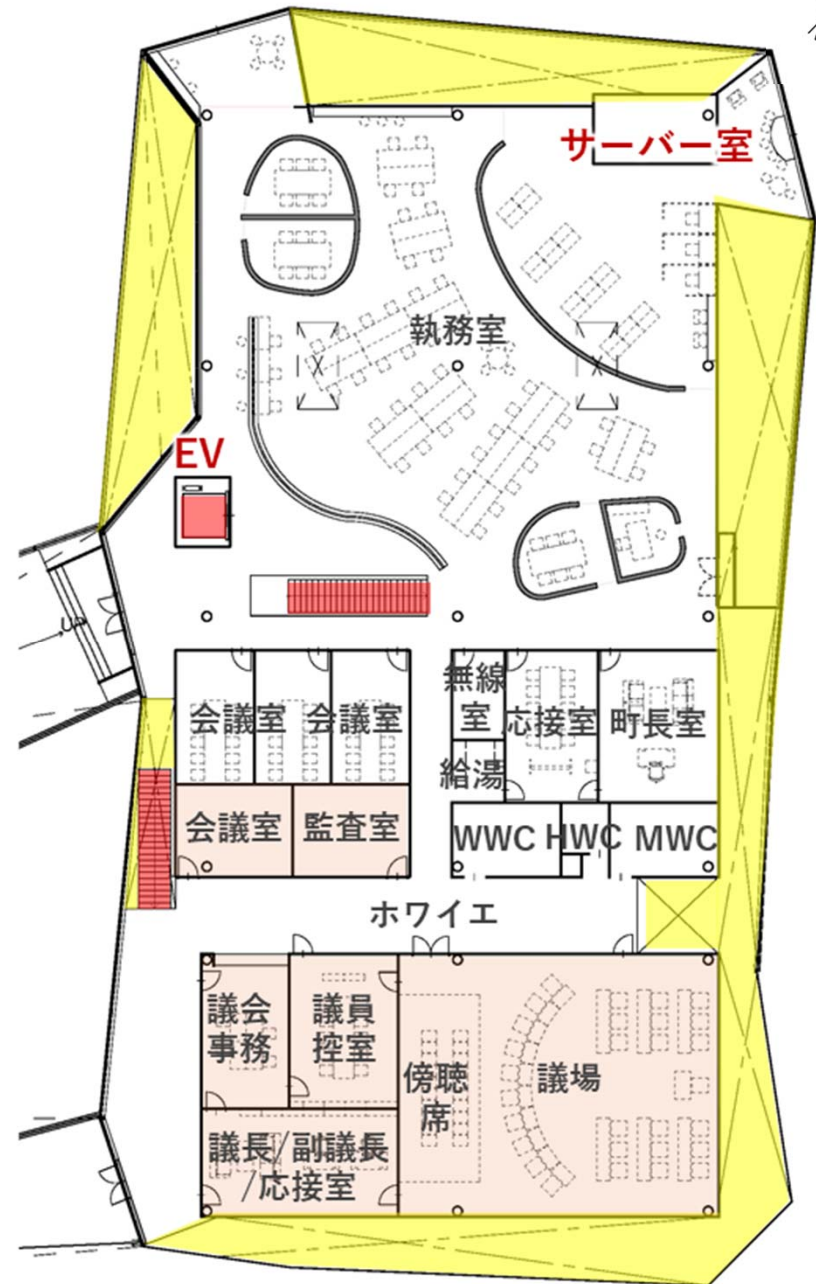 サーバー室
執務室
EV
UP
会議室
会議室
無線
室
応接室
町長室
給湯
会議室
監査室
WWC
HWC
MWC
ホワイエ
議会
事務
議員
控室
傍聴
席
議場
議長/副議長
/応接室